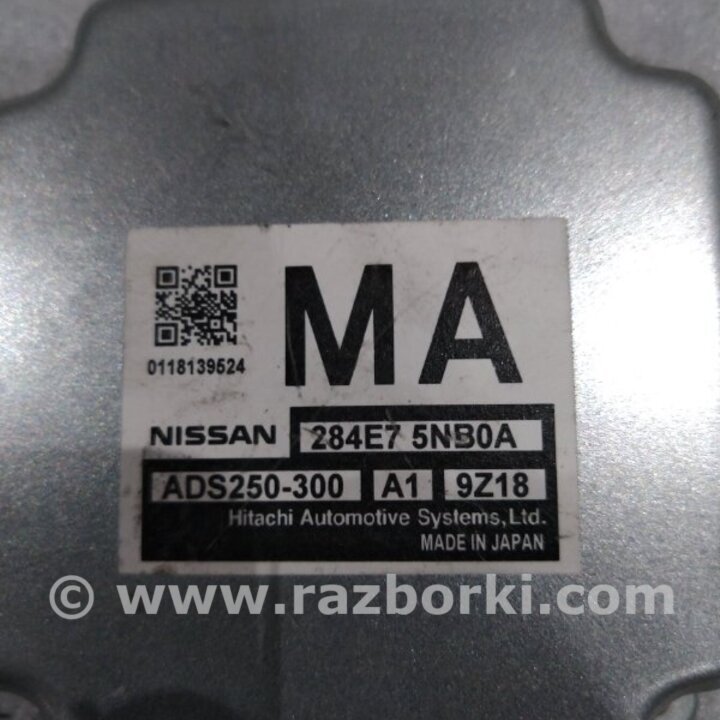 MA
0118139524
NISSAN 284E7 5NB0A
ADS250-300 A1 9Z18
Hitachi Automotive Systems, Ltd.
MADE IN JAPAN
© www.razborki.com